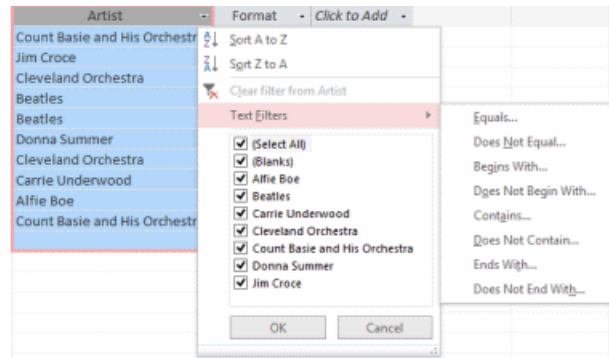 Artist Format Click to Add
Count Basie and His Orchestr
Jim Croce
Cleveland Orchestra
Beatles
Beatles
Donna Summer
Cleveland Orchestra
Carrie Underwood
Alfie Boe
Count Basie and His Orchestr
Sort A to Z
Sort Z to A
Clear filter from Artist
Text Filters
(Select All)
(Blanks)
Alfie Boe
Beatles
Carrie Underwood
Cleveland Orchestra
Count Basie and His Orchestra
Donna Summer
Jim Croce
OK Cancel
Equals...
Does Not Equal...
Begins With...
Does Not Begin With...
Contains...
Does Not Contain...
Ends With...
Does Not End With...